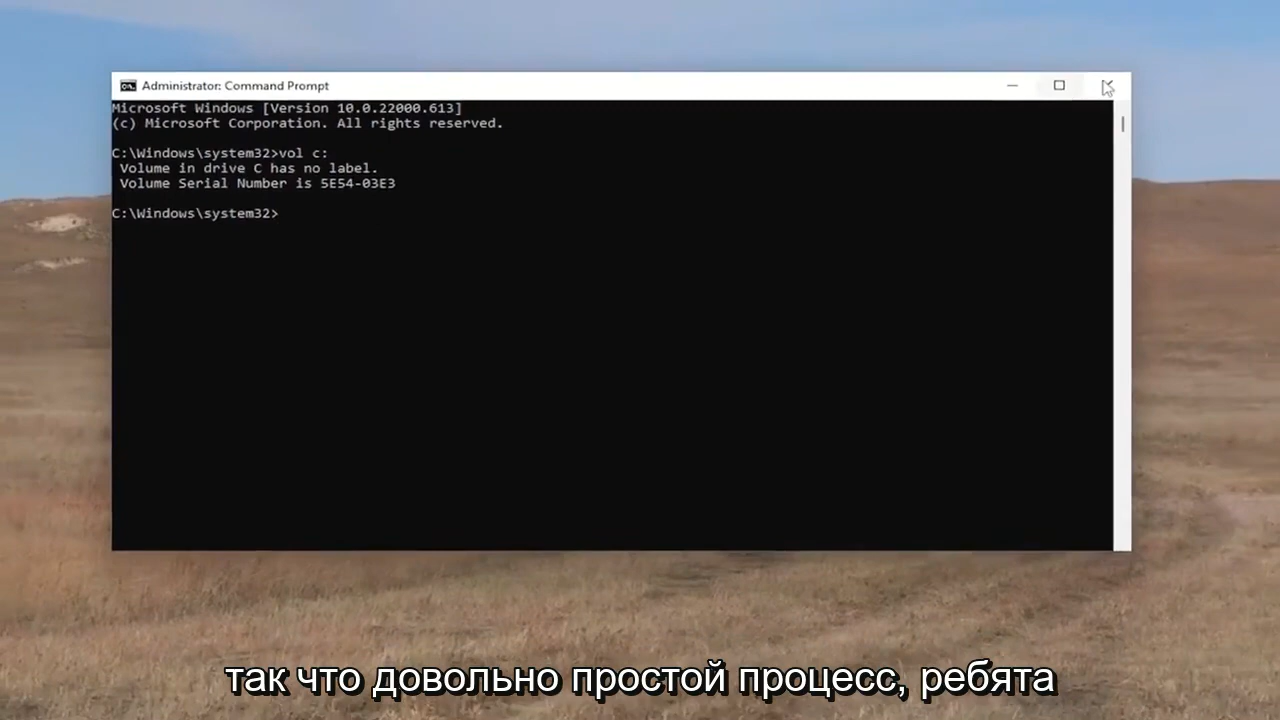 Administrator: Command Prompt
Microsoft Windows [Version 10.0.22000.613]
(c) Microsoft Corporation. All rights reserved.
C:\Windows\system32>vol c:
Volume in drive C has no label.
Volume Serial Number is 5E54-03E3
C:\Windows\system32>
так что довольно простой процесс, ребята